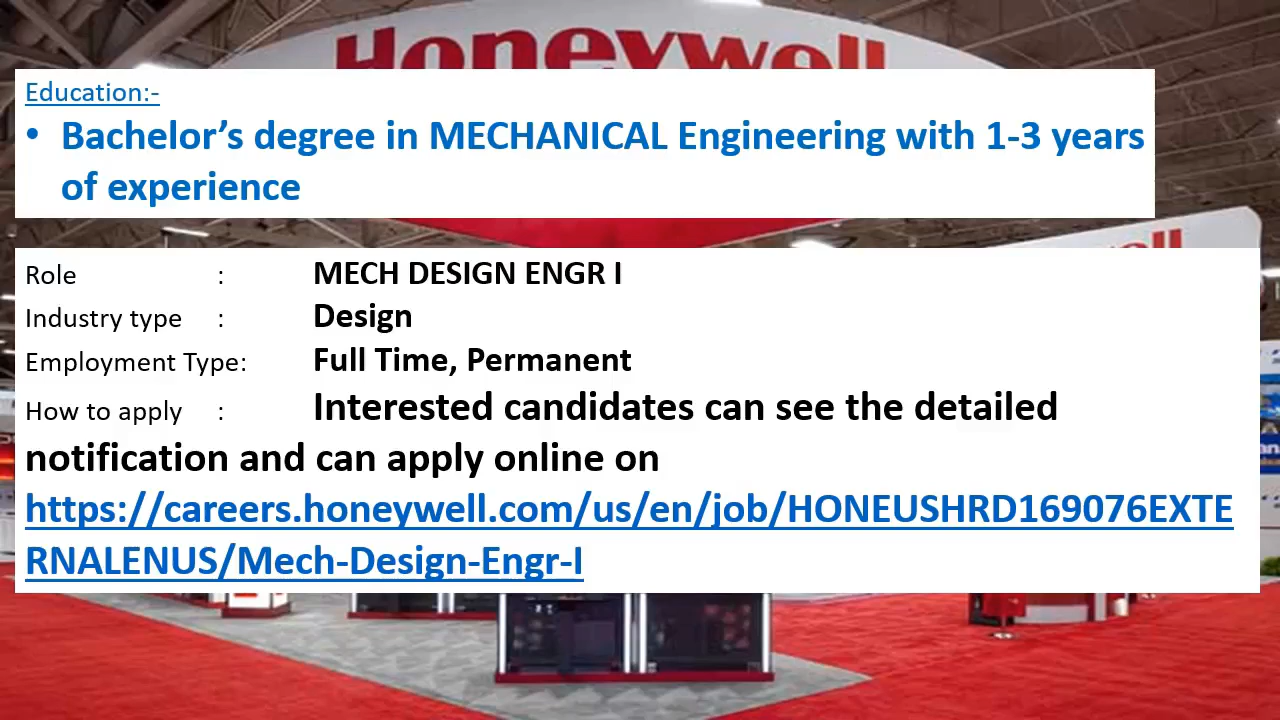 Honeywell
Education:-
• Bachelor’s degree in MECHANICAL Engineering with 1-3 years
of experience
Role : MECH DESIGN ENGR I
Industry type : Design
Employment Type: Full Time, Permanent
How to apply : Interested candidates can see the detailed
notification and can apply online on
https://careers.honeywell.com/us/en/job/HONEUSHRD169076EXTE
RNALENUS/Mech-Design-Engr-I